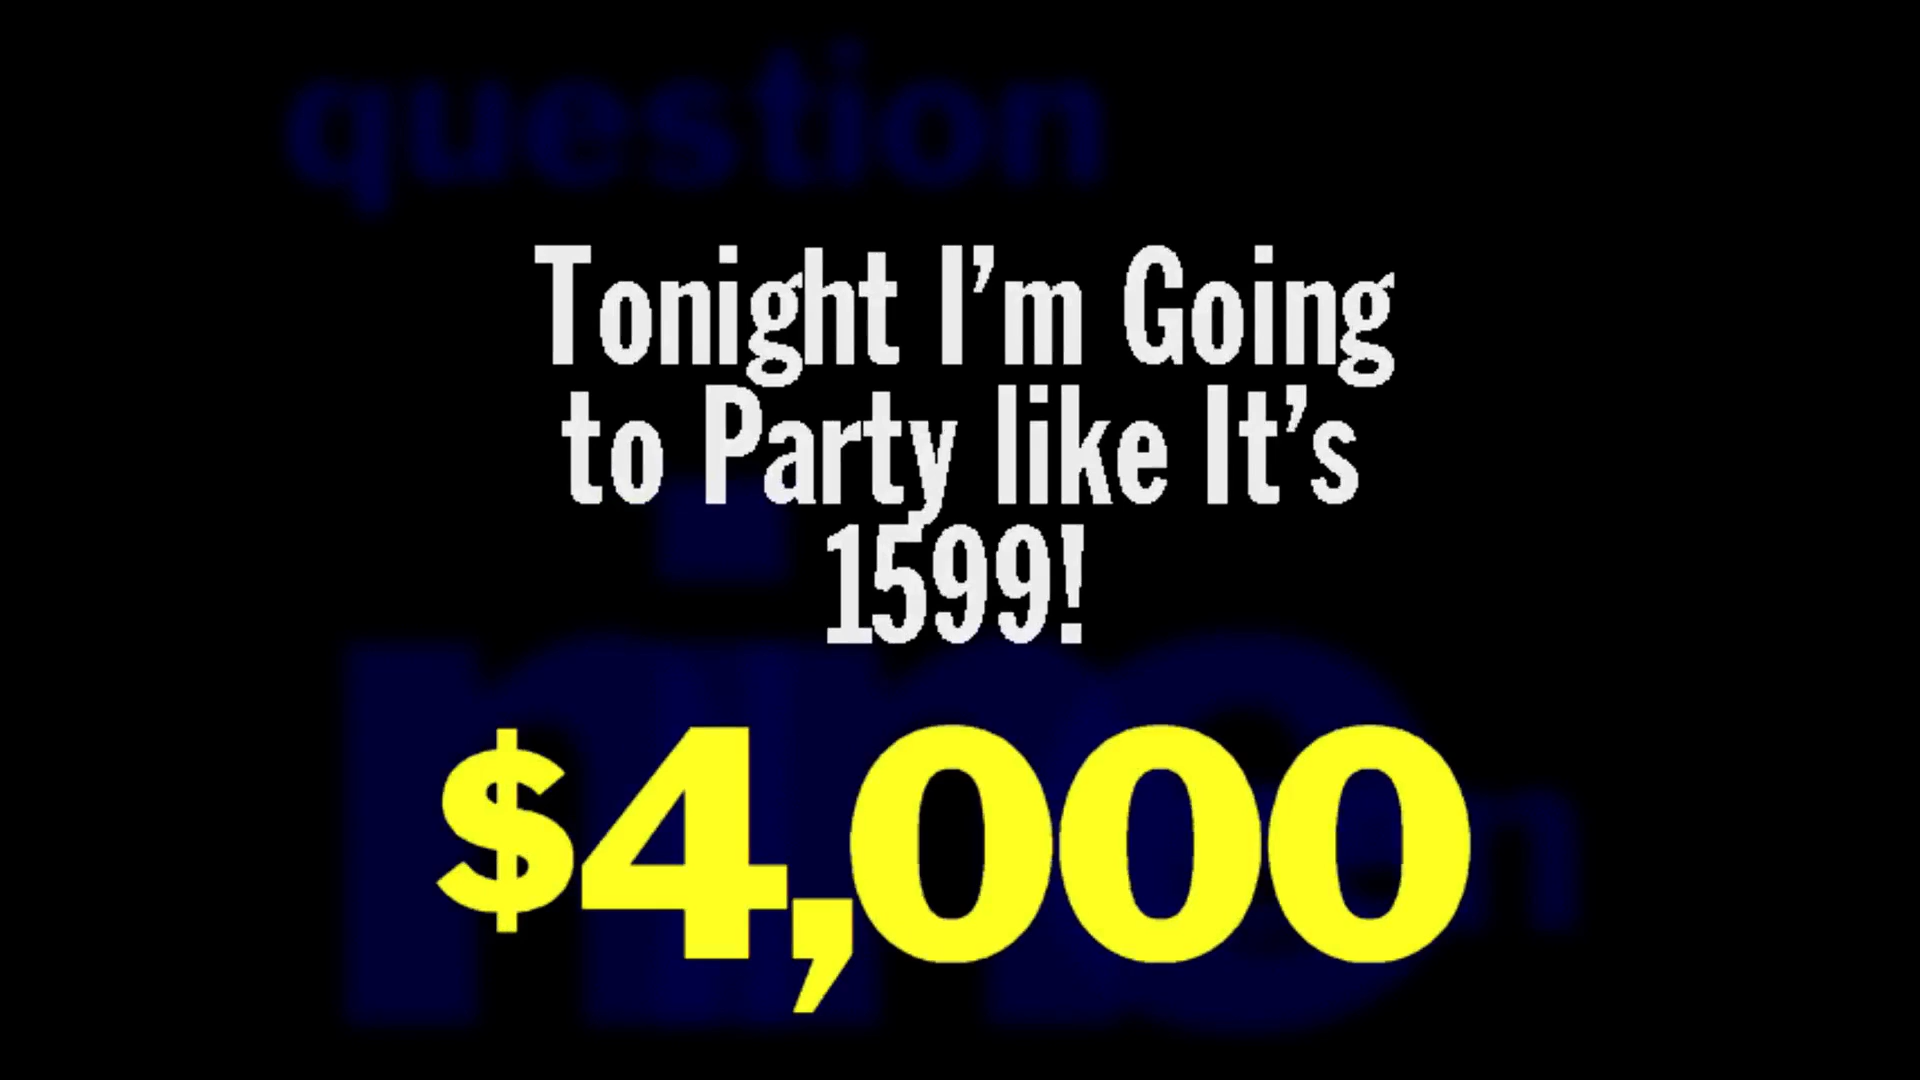 question
Tonight I'm Going
to Party like It's
1599!
$4,000